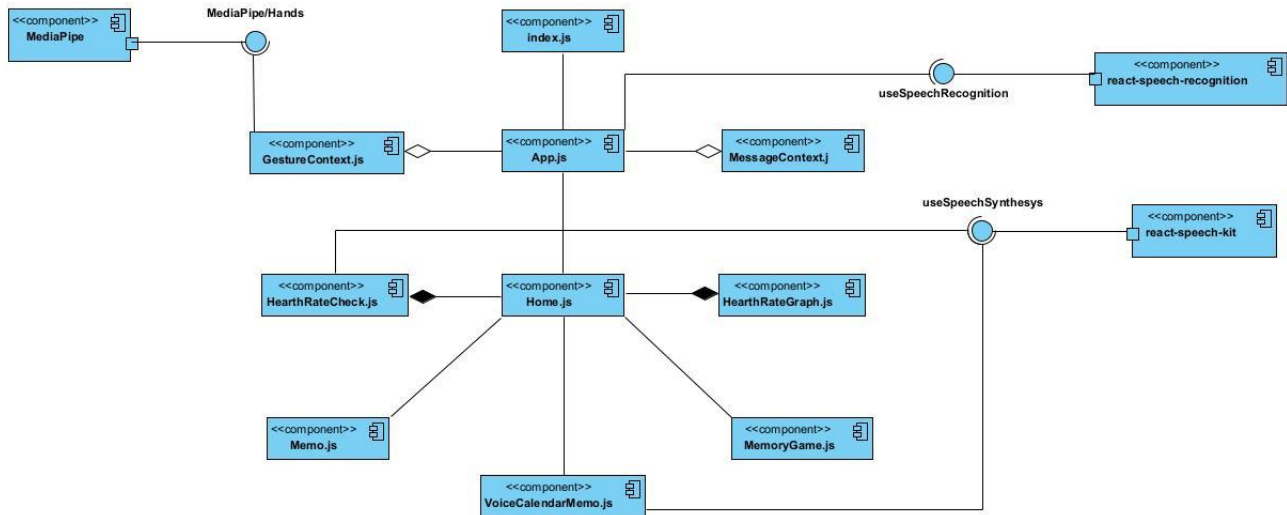 <<component>>
MediaPipe
MediaPipe/Hands
<<component>>
index.js
<<component>>
react-speech-recognition
useSpeechRecognition
<<component>>
GestureContext.js
<<component>>
App.js
<<component>>
MessageContext.j
useSpeechSynthesys
<<component>>
react-speech-kit
<<component>>
HearthRateCheck.js
<<component>>
Home.js
<<component>>
HearthRateGraph.js
<<component>>
Memo.js
<<component>>
MemoryGame.js
<<component>>
VoiceCalendarMemo.js